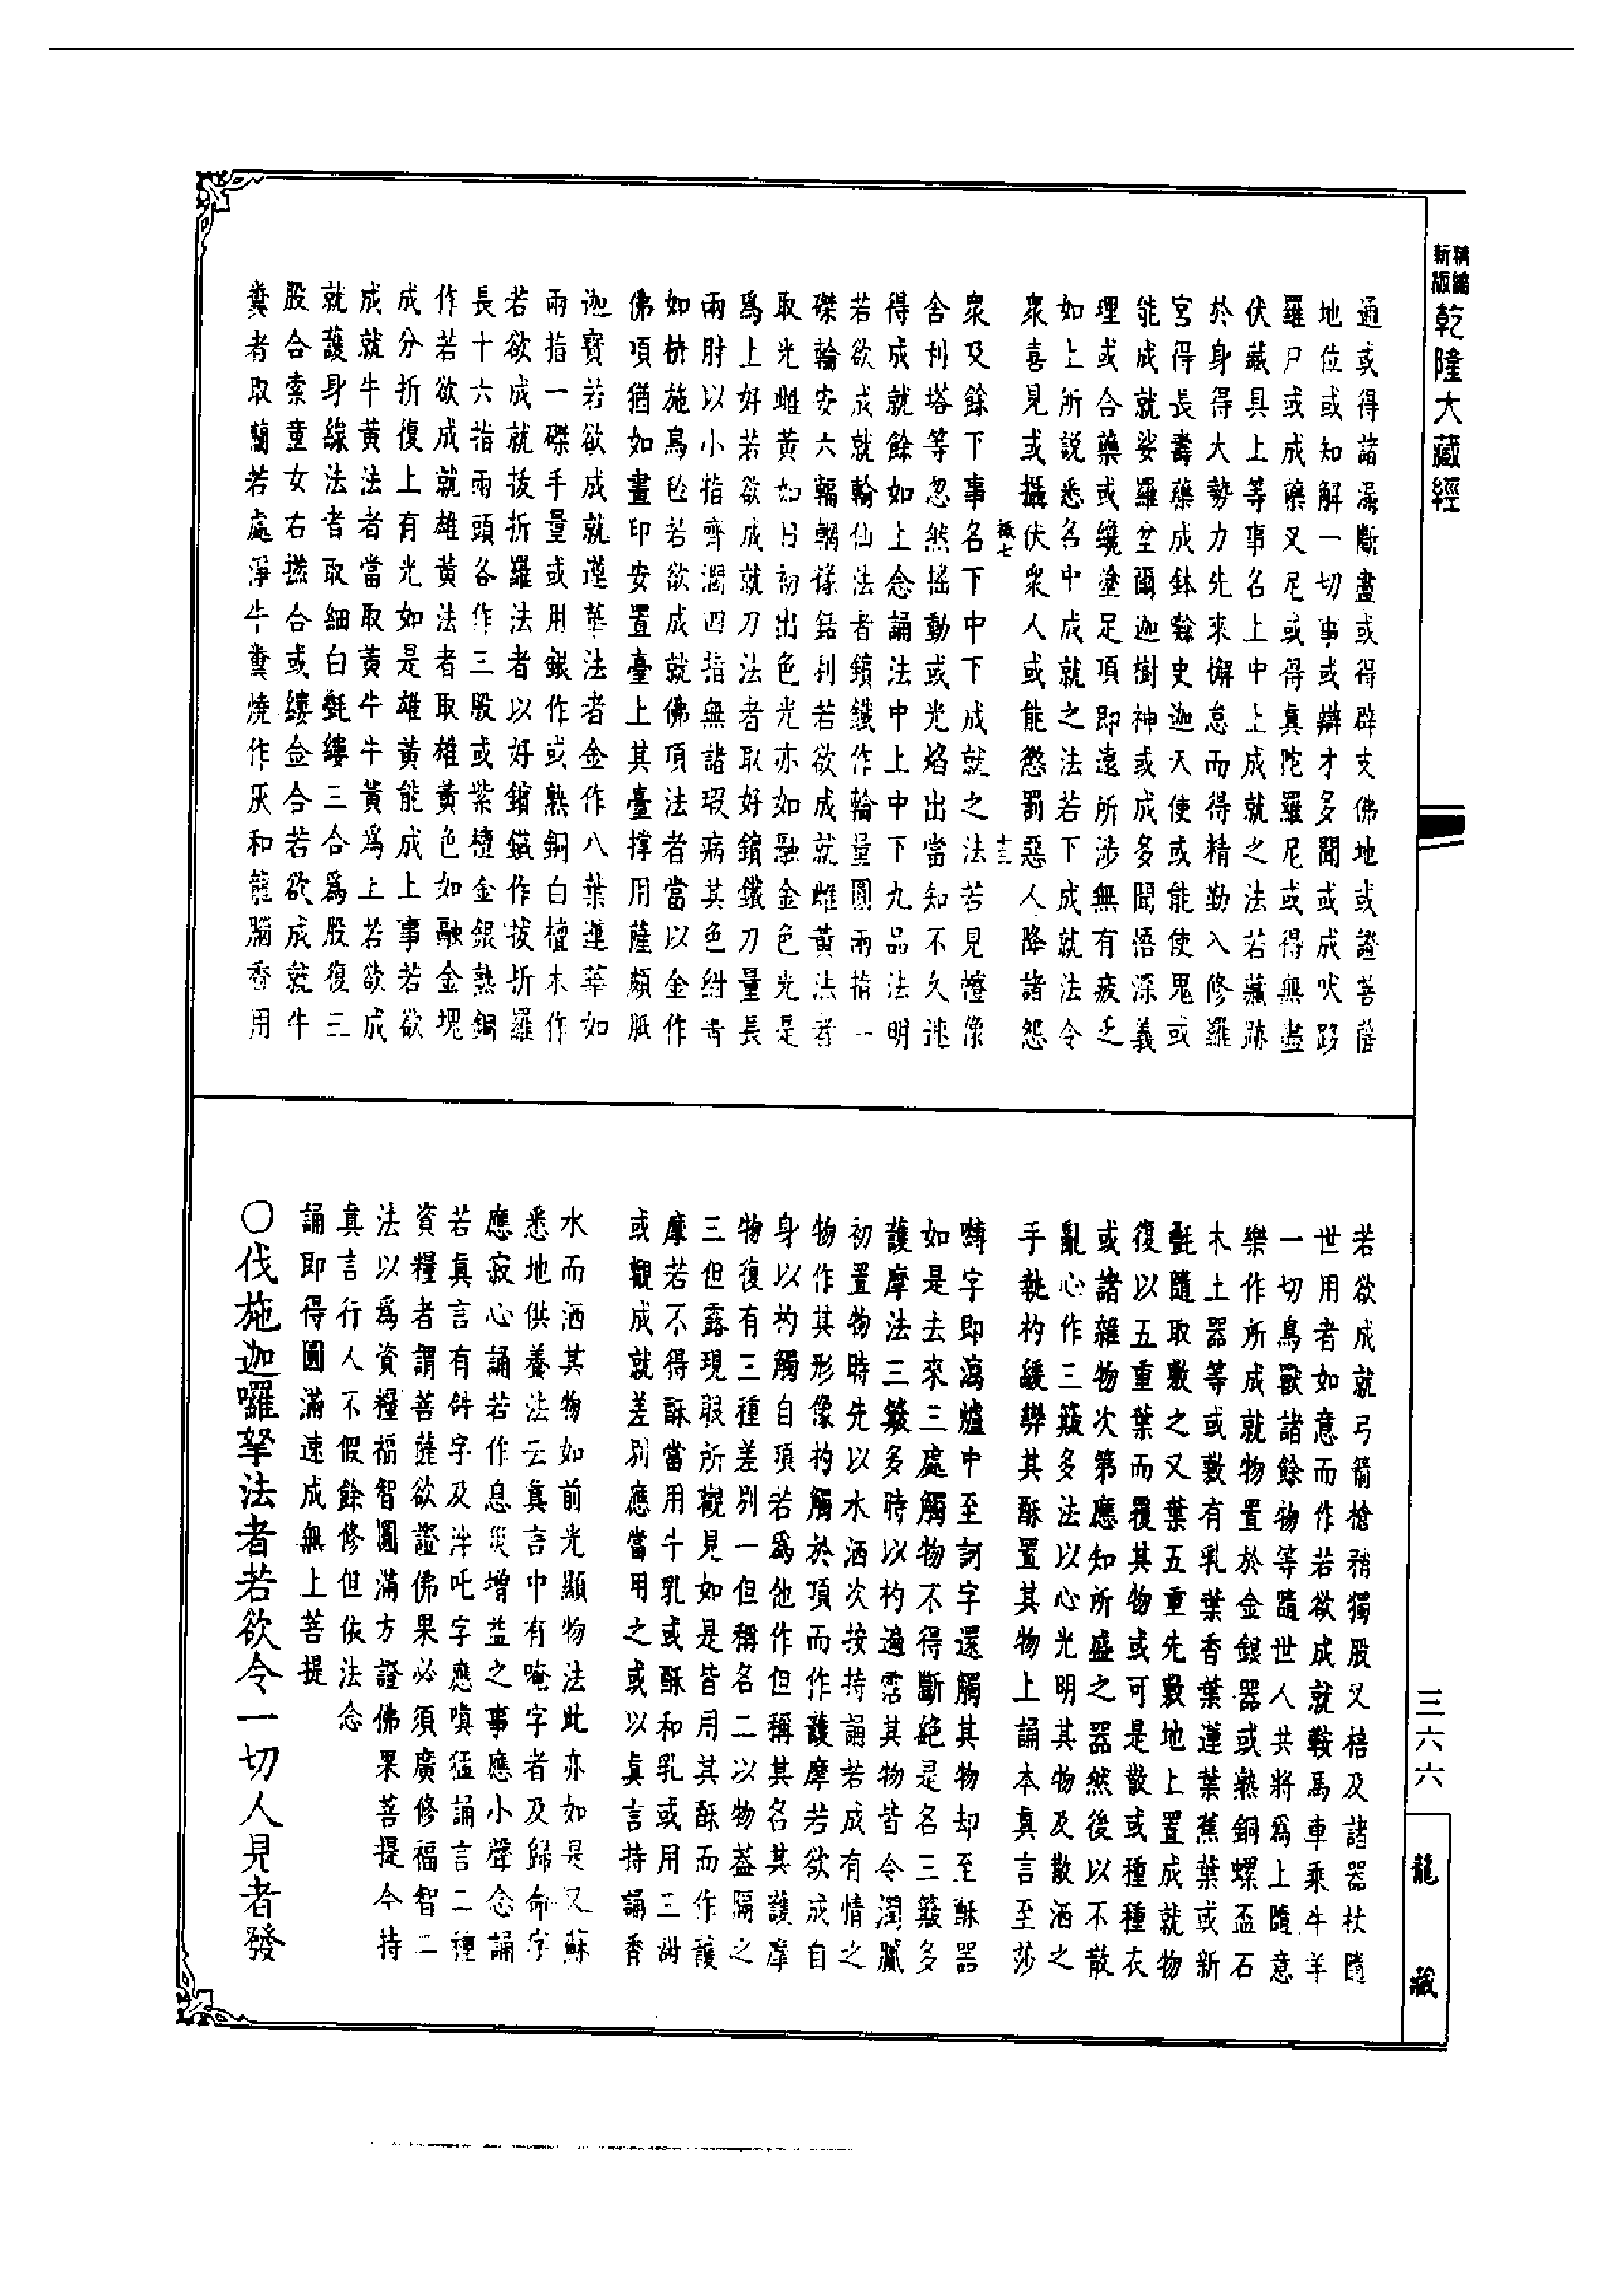 精編新版
乾隆大藏經
通或得諸漏斷盡或得辟支佛地或證菩薩
地位或知解一切事或辯才多聞或成吠跢
羅尸或成藥叉尼或得真陀羅尼或得無盡
伏藏具上等事名上中上成就之法若藏跡
於身得大勢力先來懈怠而得精勤入修羅
宮得長壽藥成鉢⿰史迦天使或能使鬼或
能成就娑羅坌爾迦樹神或成多聞悟深義
理或合藥或纔塗足頂即遠所涉無有疲乏
如上所説悉名中成就之法若下成就法令
衆喜見或攝伏衆人或能懲罰惡人降諸怨
衆及餘下事名下中下成就之法若見燈像
舍利塔等忽然搖動或光焰出當知不久速
得成就餘如上念誦法中上中下九品法明
若欲成就輪仙法者鑌鐵作輪量圓兩指一
磔輪安六輻輞緣銛利若欲成就雌黃法者
取光雌黃如日初出色光亦如融金色光是
爲上好若欲成就刀法者取好鑌鐵刀量長
兩肘以小指齊濶四指無諸瑕病其色紺青
如栟施鳥毦若欲成就佛頂法者當以金作
佛頂猶如畫印安置臺上其臺撑用薩頗胝
迦寶若欲成就蓮華法者金作八葉蓮華如
兩指一磔手量或用銀作或熟銅白檀木作
若欲成就拔折羅法者以好鑌鐵作拔折羅
長十六指兩頭各作三股或紫檀金銀熟銅
作若欲成就雄黃法者取雄黃色如融金塊
成分折復上有光如是雄黃能成上事若欲
成就牛黃法者當取黃牛牛黃爲上若欲成
就護身線法者取細白氎縷三合爲股復三
股合索童女右撚合或縷金合若欲成就牛
糞者取蘭若處淨牛糞燒作灰和龍腦香用
若欲成就弓箭槍矟獨股叉棓及諸器杖隨
世用者如意而作若欲成就鞍馬車乘牛羊
一切鳥獸諸餘物等隨世人共將爲上隨意
樂作所成就物置於金銀器或熟銅螺盃石
木土器等或敷有乳葉香葉蓮葉蕉葉或新
氎隨取敷之又葉五重先敷地上置成就物
復以五重葉而覆其物或可是散或種種衣
或諸雜物次第應知所盛之器然後以不散
亂心作三簸多法以心光明其物及散洒之
手執杓緩攀其酥置其物上誦本真言至莎
嚩字即瀉爐中至訶字還觸其物却至酥器
如是去來三處觸物不得斷絶是名三簸多
護摩法三簸多時以杓遍霑其物皆令潤膩
初置物時先以水洒次按持誦若成有情之
物作其形像杓觸於頂而作護摩若欲成自
身以杓觸自頂若爲他作但稱其名其護摩
物復有三種差別一但稱名二以物葢隔之
三但露現眼所觀見如是皆用其酥而作護
摩若不得酥當用牛乳或酥和乳或用三甜
或觀成就差別應當用之或以真言持誦香
水而洒其物如前光顯物法此亦如是又蘇
悉地供養法云真言中有唵字者及歸命字
應寂心誦若作息災增益之事應小聲念誦
若真言有𤙖字及泮吒字應嗔猛誦言二種
資糧者謂菩薩欲證佛果必須廣修福智二
法以爲資糧福智圓滿方證佛果菩提今持
真言行人不假餘修但依法念
誦即得圓滿速成無上菩提
〇伐施迦囉拏法者若欲令一切人見者發
三六六
龍藏